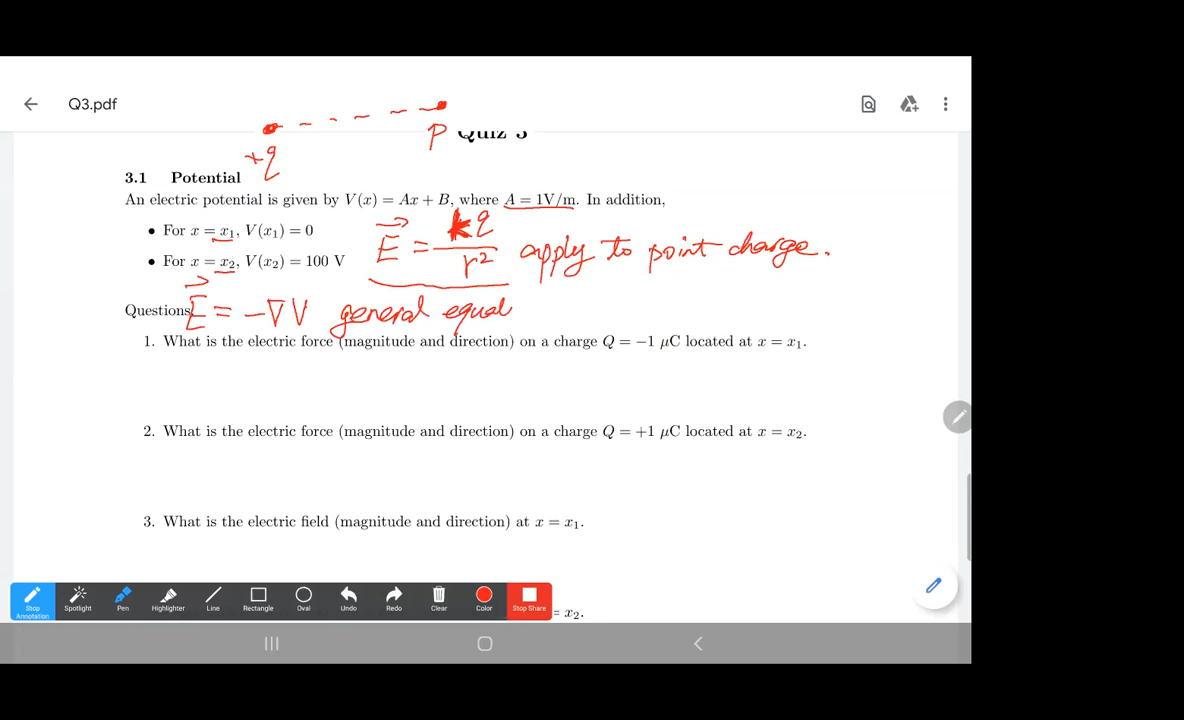 Q3.pdf
P Quiz 3
+q
3.1 Potential
An electric potential is given by V(x) = Ax + B, where A = 1V/m. In addition,
• For x = x₁, V(x₁) = 0
• For x = x₂, V(x₂) = 100 V
E⃗ = kq / r² apply to point charge.
Questions
E⃗ = −∇V general equal
1. What is the electric force (magnitude and direction) on a charge Q = −1 μC located at x = x₁.
2. What is the electric force (magnitude and direction) on a charge Q = +1 μC located at x = x₂.
3. What is the electric field (magnitude and direction) at x = x₁.
= x₂.
Stop Annotation
Spotlight
Pen
Highlighter
Line
Rectangle
Oval
Undo
Redo
Clear
Color
Stop Share